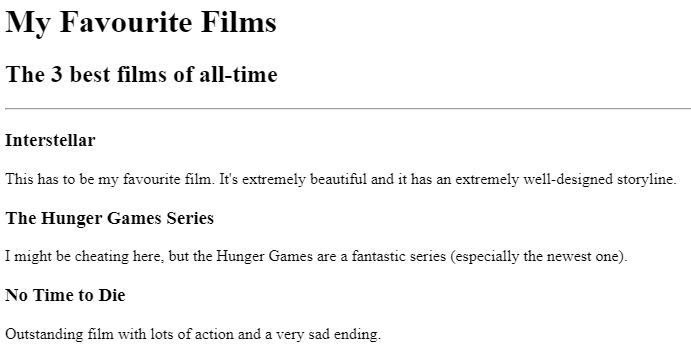 My Favourite Films
The 3 best films of all-time
Interstellar
This has to be my favourite film. It's extremely beautiful and it has an extremely well-designed storyline.
The Hunger Games Series
I might be cheating here, but the Hunger Games are a fantastic series (especially the newest one).
No Time to Die
Outstanding film with lots of action and a very sad ending.